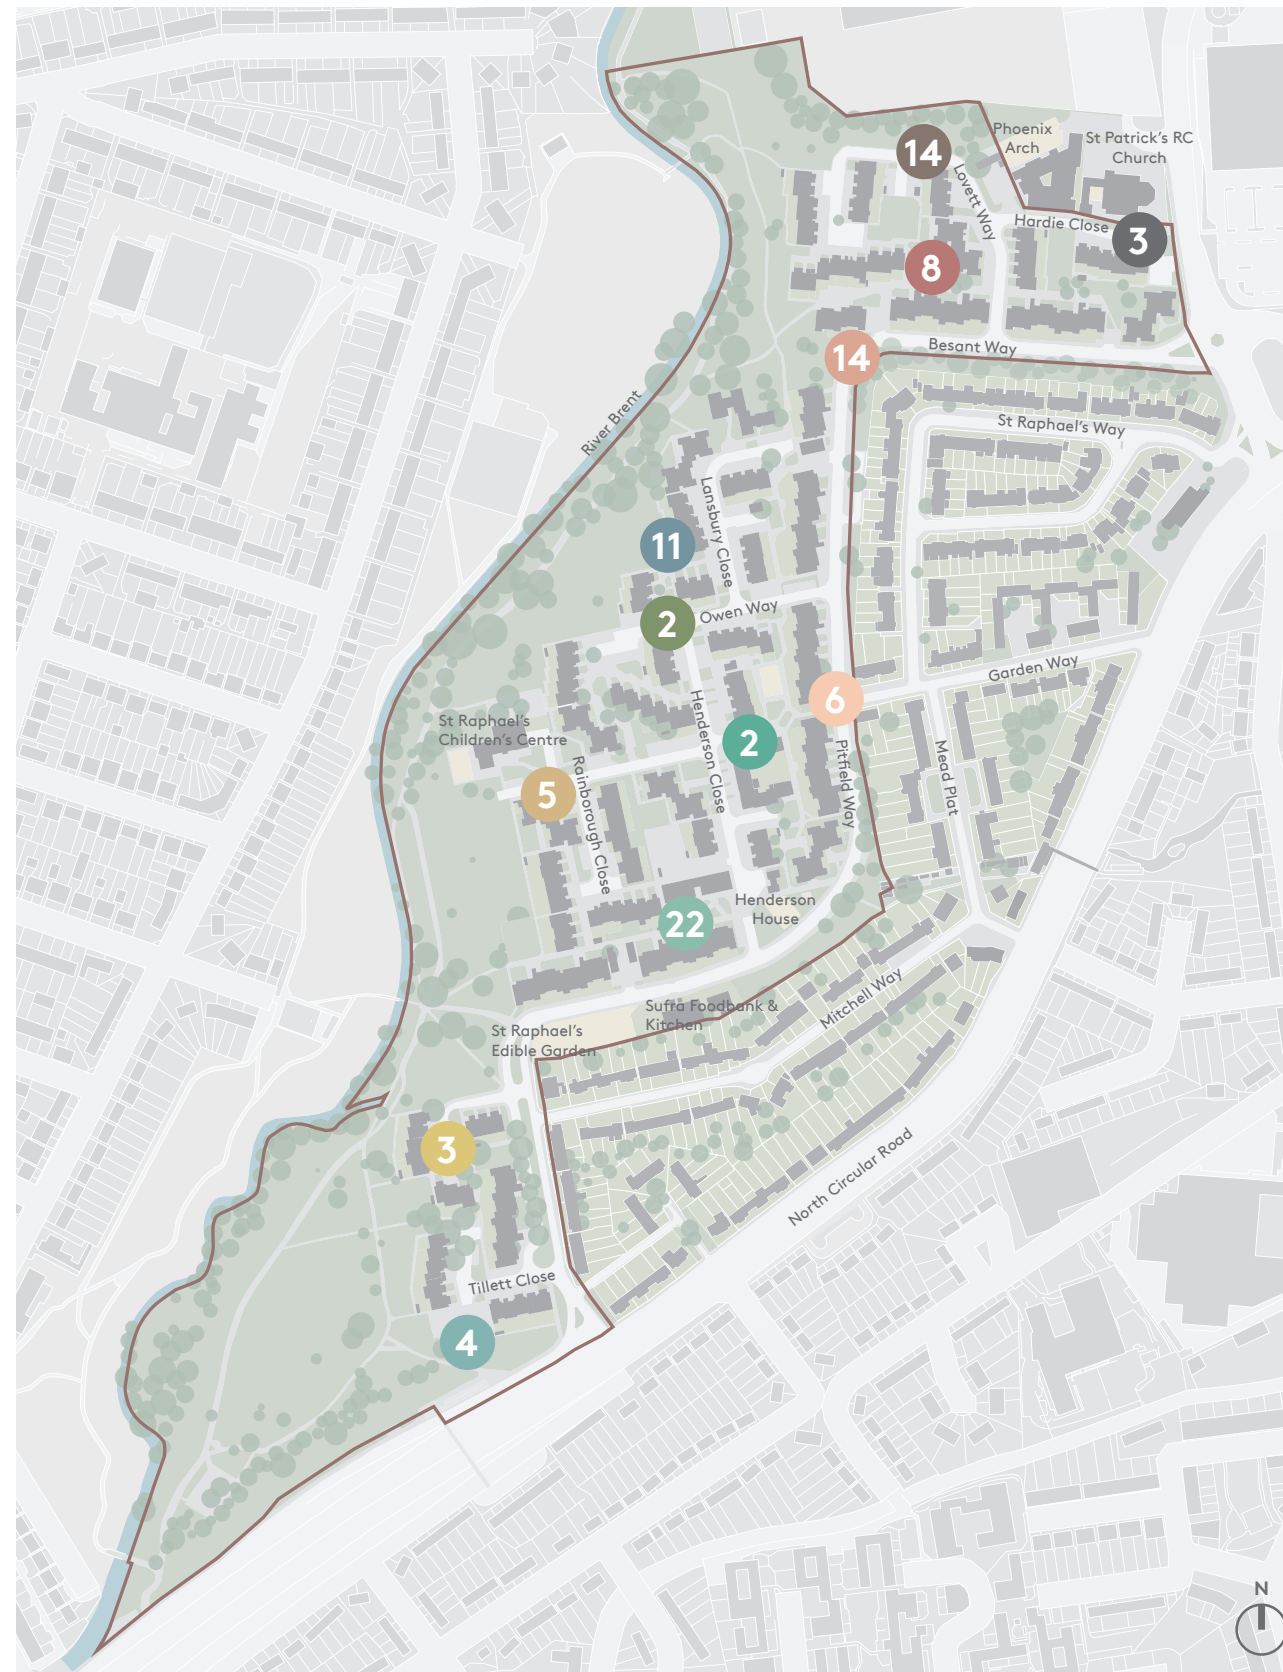 Phoenix
Arch
St Patrick's RC
Church
14
Lovett Way
Hardie Close
3
8
Besant Way
14
St Raphael's Way
River Brent
Lansbury Close
11
Owen Way
2
Garden Way
6
Henderson Close
St Raphael's
Children's Centre
2
Pitfield Way
Mead Plat
Rainborough Close
5
Henderson
House
22
Mitchell Way
Sufra Foodbank &
Kitchen
St Raphael's
Edible Garden
3
North Circular Road
Tillett Close
4
N